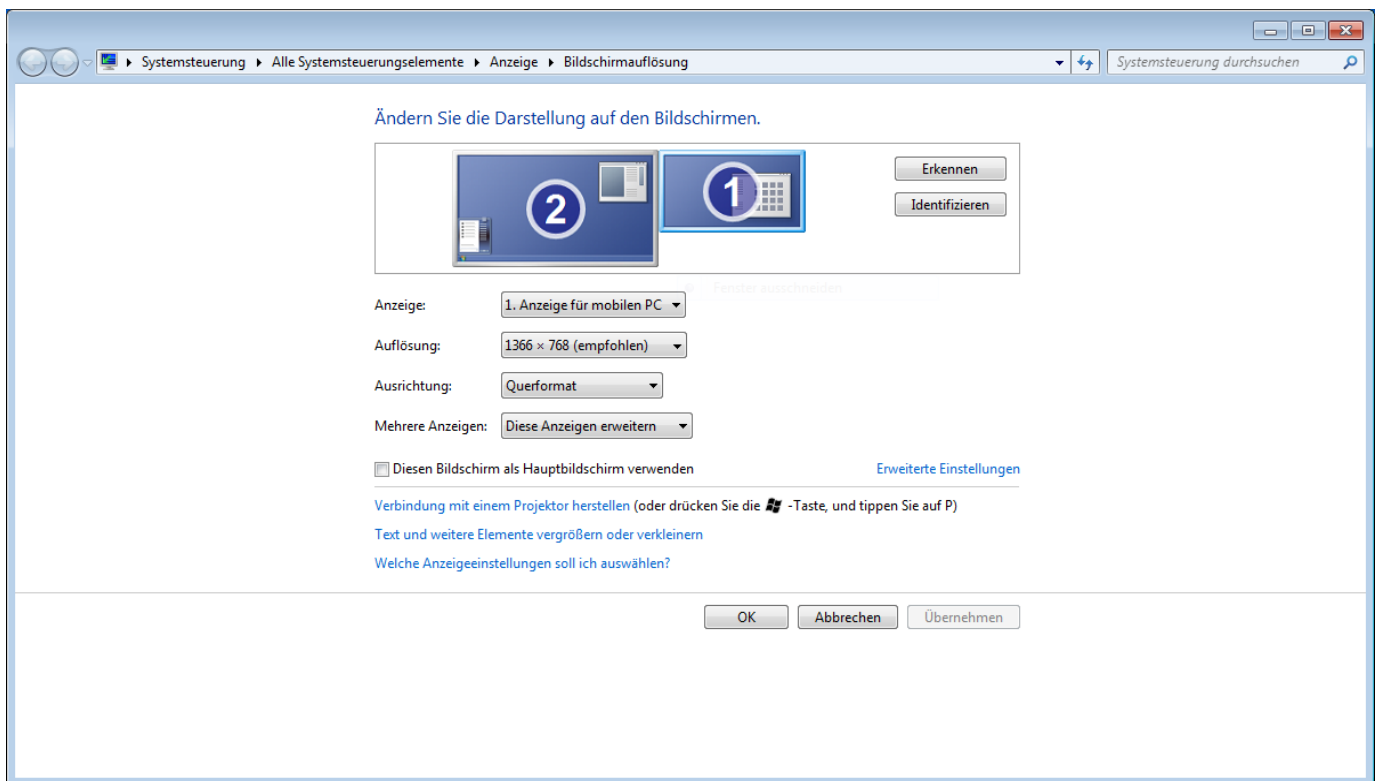 Systemsteuerung Alle Systemsteuerungselemente Anzeige Bildschirmauflösung Systemsteuerung durchsuchen
Ändern Sie die Darstellung auf den Bildschirmen.
2 1
Erkennen
Identifizieren
Fenster ausschneiden
Anzeige: 1. Anzeige für mobilen PC
Auflösung: 1366 × 768 (empfohlen)
Ausrichtung: Querformat
Mehrere Anzeigen: Diese Anzeigen erweitern
Diesen Bildschirm als Hauptbildschirm verwenden Erweiterte Einstellungen
Verbindung mit einem Projektor herstellen (oder drücken Sie die -Taste, und tippen Sie auf P)
Text und weitere Elemente vergrößern oder verkleinern
Welche Anzeigeeinstellungen soll ich auswählen?
OK Abbrechen Übernehmen